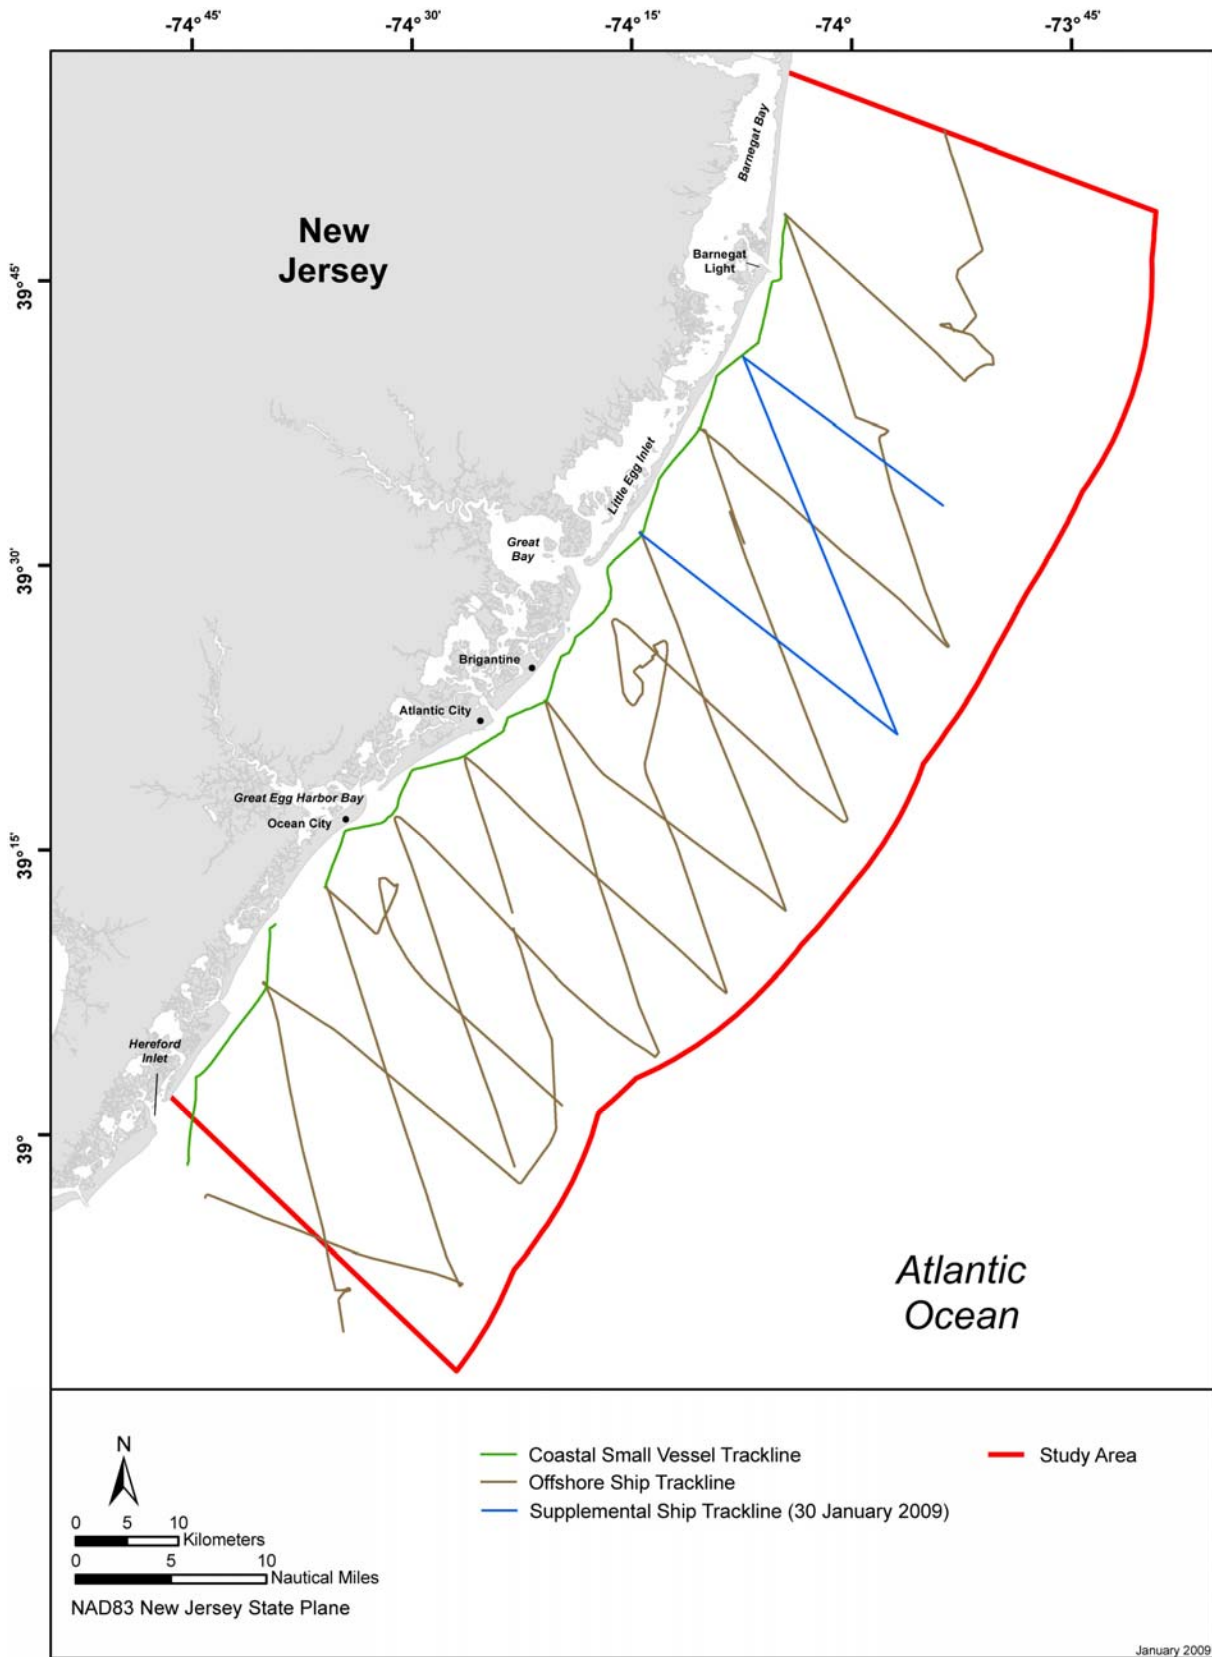 -74° 45'
-74° 30'
-74° 15'
-74°
-73° 45'
39° 45'
39° 30'
39° 15'
39°
New
Jersey
Barnegat Bay
Barnegat
Light
Little Egg Inlet
Great
Bay
Brigantine
Atlantic City
Great Egg Harbor Bay
Ocean City
Hereford
Inlet
Atlantic
Ocean
N
0 5 10
Kilometers
0 5 10
Nautical Miles
NAD83 New Jersey State Plane
Coastal Small Vessel Trackline
Offshore Ship Trackline
Supplemental Ship Trackline (30 January 2009)
Study Area
January 2009